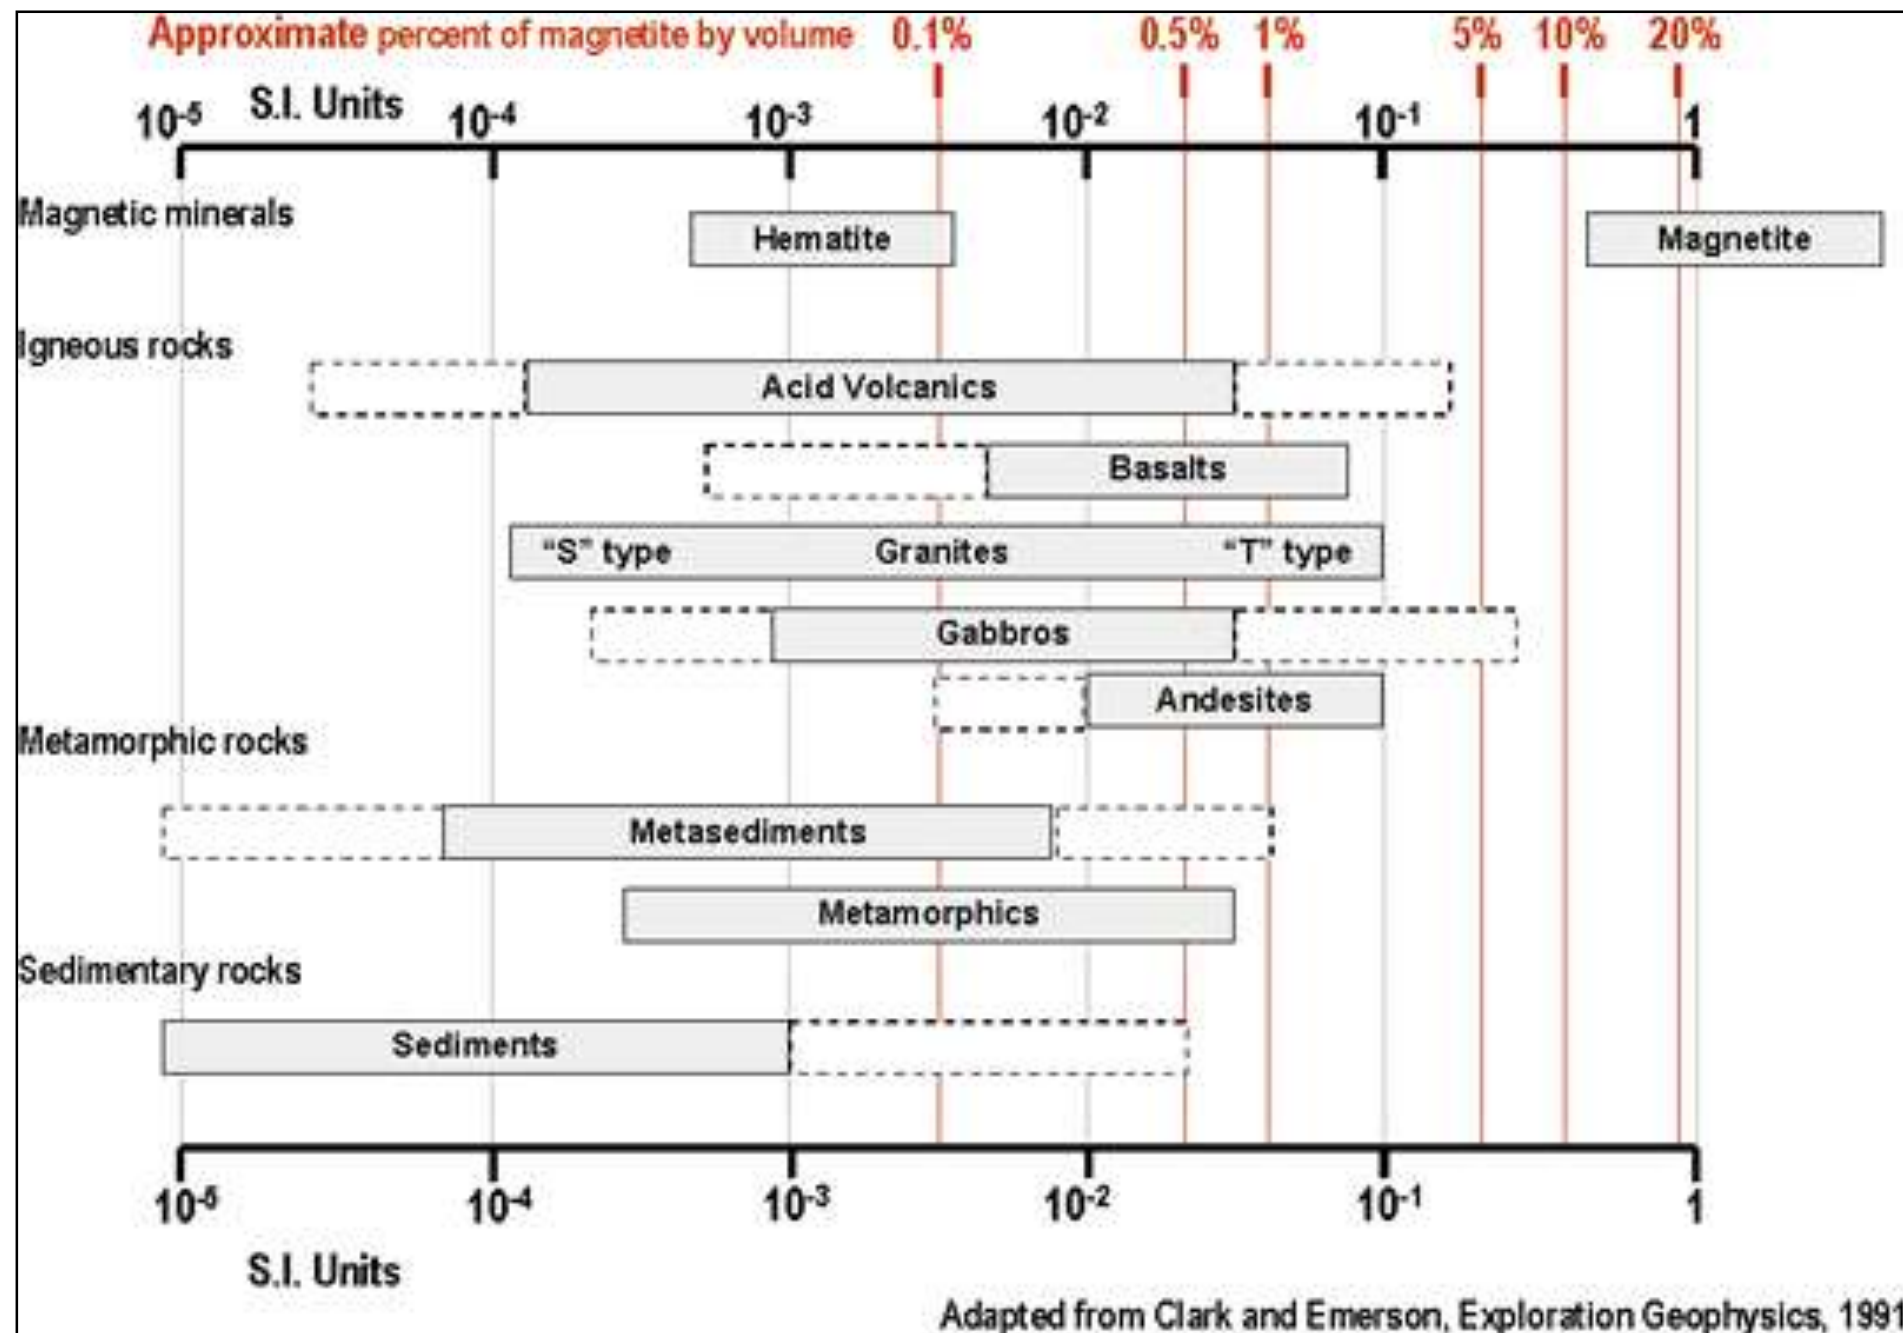 Approximate percent of magnetite by volume 0.1% 0.5% 1% 5% 10% 20%
S.I. Units
10⁻⁵ 10⁻⁴ 10⁻³ 10⁻² 10⁻¹ 1
Magnetic minerals
Hematite Magnetite
Igneous rocks
Acid Volcanics
Basalts
“S” type Granites “T” type
Gabbros
Andesites
Metamorphic rocks
Metasediments
Metamorphics
Sedimentary rocks
Sediments
10⁻⁵ 10⁻⁴ 10⁻³ 10⁻² 10⁻¹ 1
S.I. Units
Adapted from Clark and Emerson, Exploration Geophysics, 1991